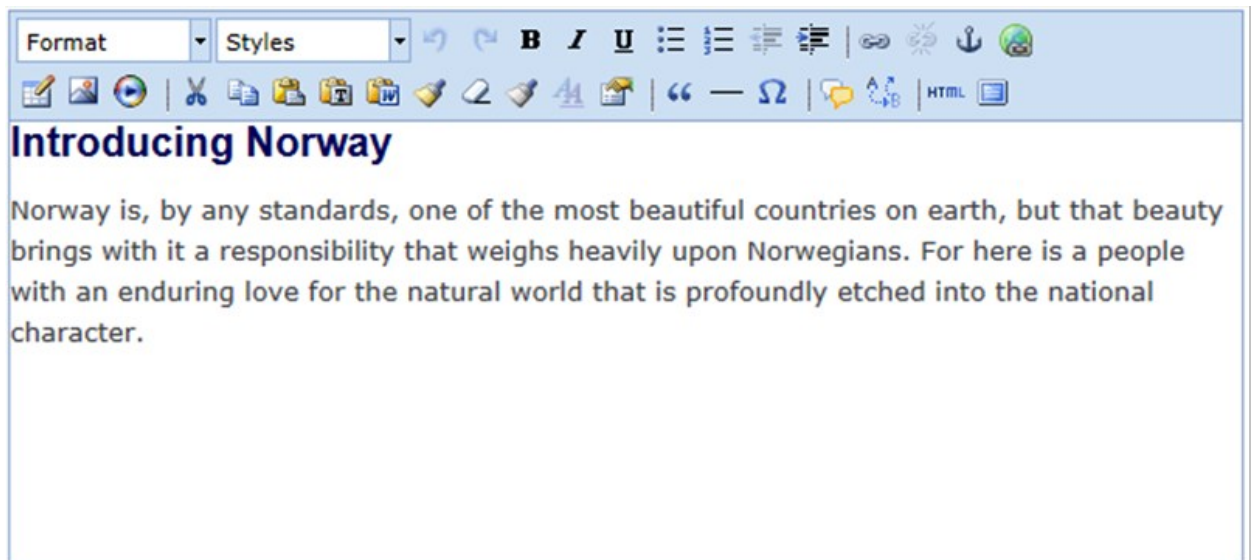 Format Styles B I U
HTML
Introducing Norway
Norway is, by any standards, one of the most beautiful countries on earth, but that beauty
brings with it a responsibility that weighs heavily upon Norwegians. For here is a people
with an enduring love for the natural world that is profoundly etched into the national
character.